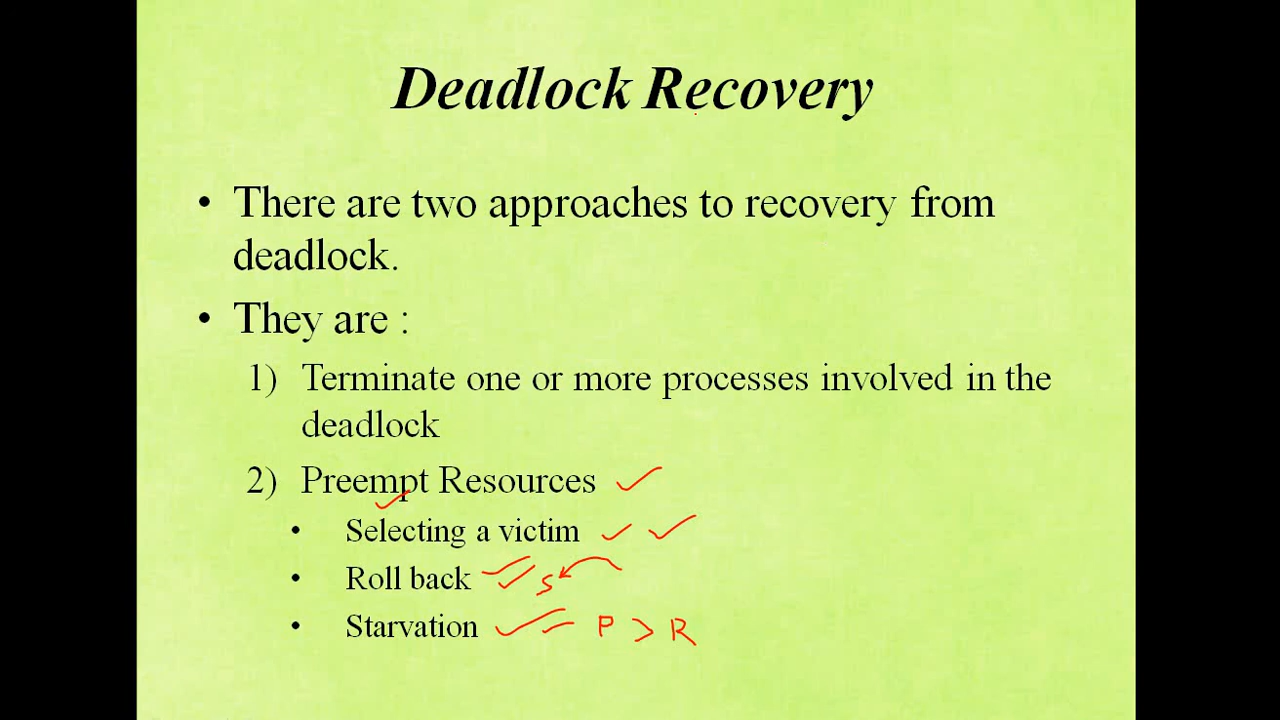 Deadlock Recovery
• There are two approaches to recovery from
deadlock.
• They are :
1) Terminate one or more processes involved in the
deadlock
2) Preempt Resources
• Selecting a victim
• Roll back S
• Starvation P > R